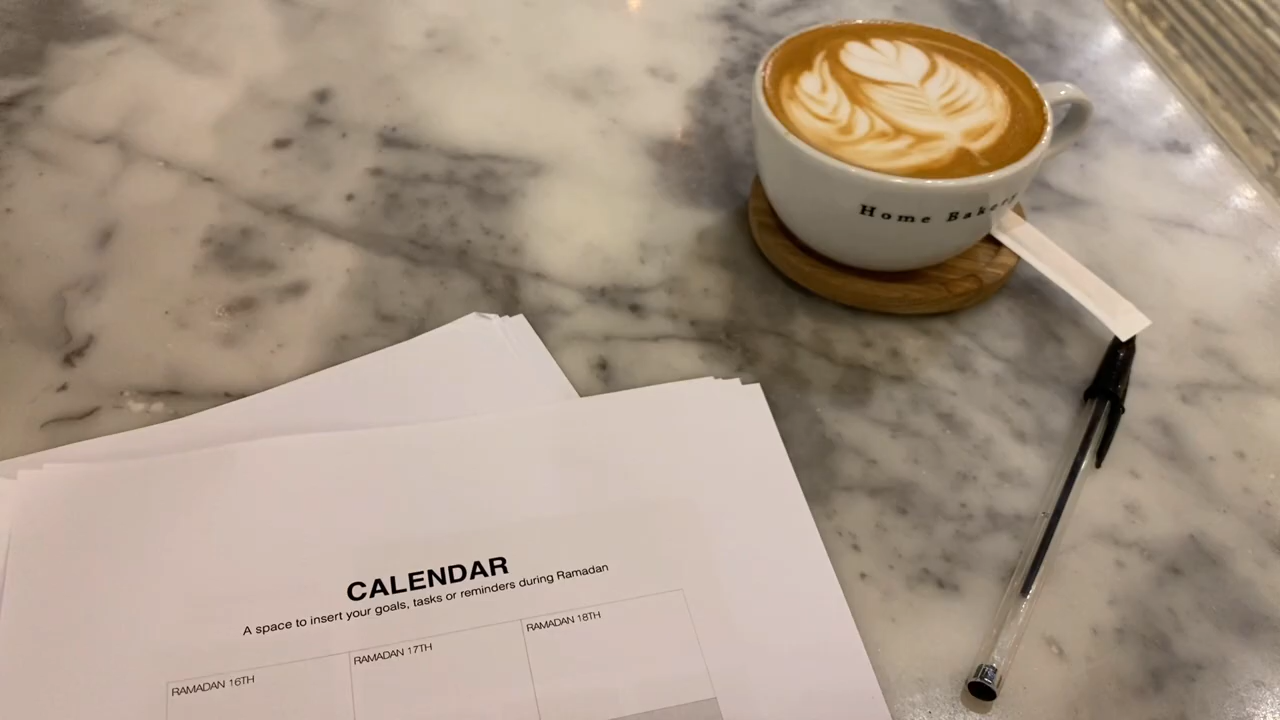 Home Bakery
CALENDAR
A space to insert your goals, tasks or reminders during Ramadan
RAMADAN 16TH
RAMADAN 17TH
RAMADAN 18TH